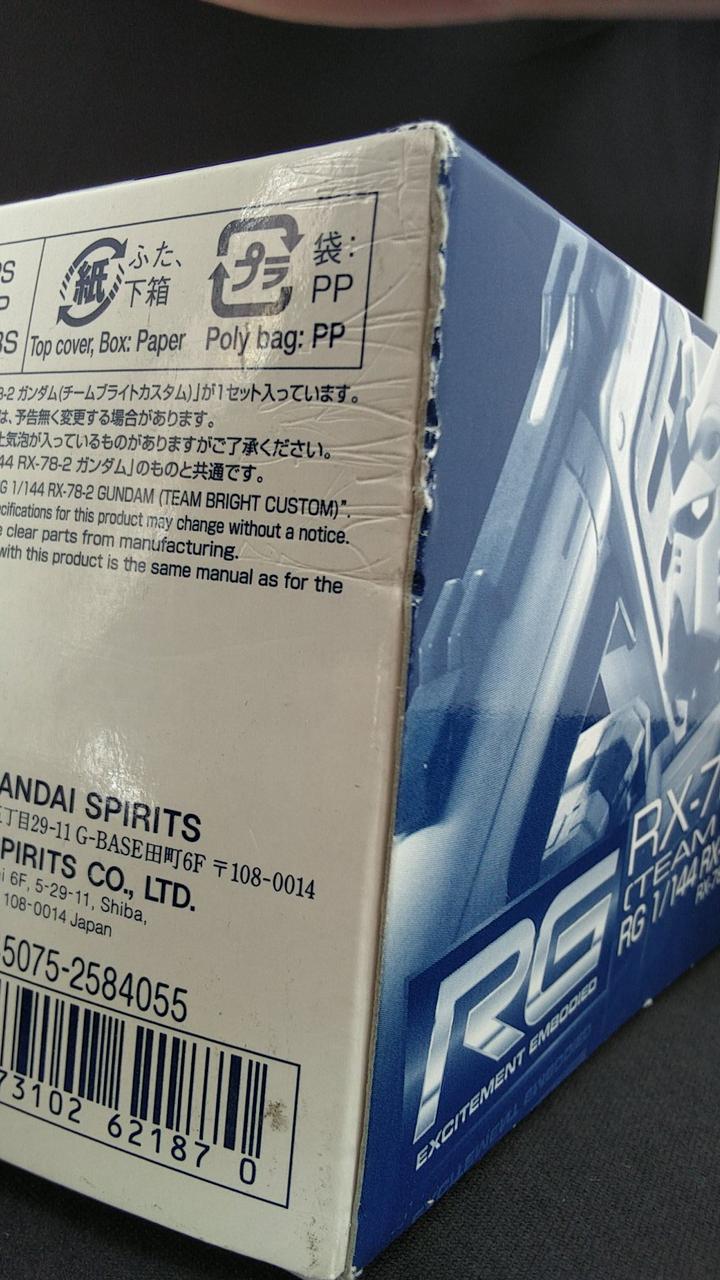 紙
ふた、
下箱
プラ
袋:
PP
Top cover, Box: Paper
Poly bag: PP
-2 ガンダム(チームブライトカスタム)」が1セット入っています。
は、予告無く変更する場合があります。
気泡が入っているものがありますがご了承ください。
44 RX-78-2 ガンダム」のものと共通です。
G 1/144 RX-78-2 GUNDAM (TEAM BRIGHT CUSTOM)".
cifications for this product may change without a notice.
e clear parts from manufacturing.
with this product is the same manual as for the
ANDAI SPIRITS
丁目29-11 G-BASE田町6F 〒108-0014
SPIRITS CO., LTD.
6F, 5-29-11, Shiba,
108-0014 Japan
5075-2584055
73102 62187 0
RX-7
[TEAM
RG 1/144 RX-
RG
EXCITEMENT EMBODIED